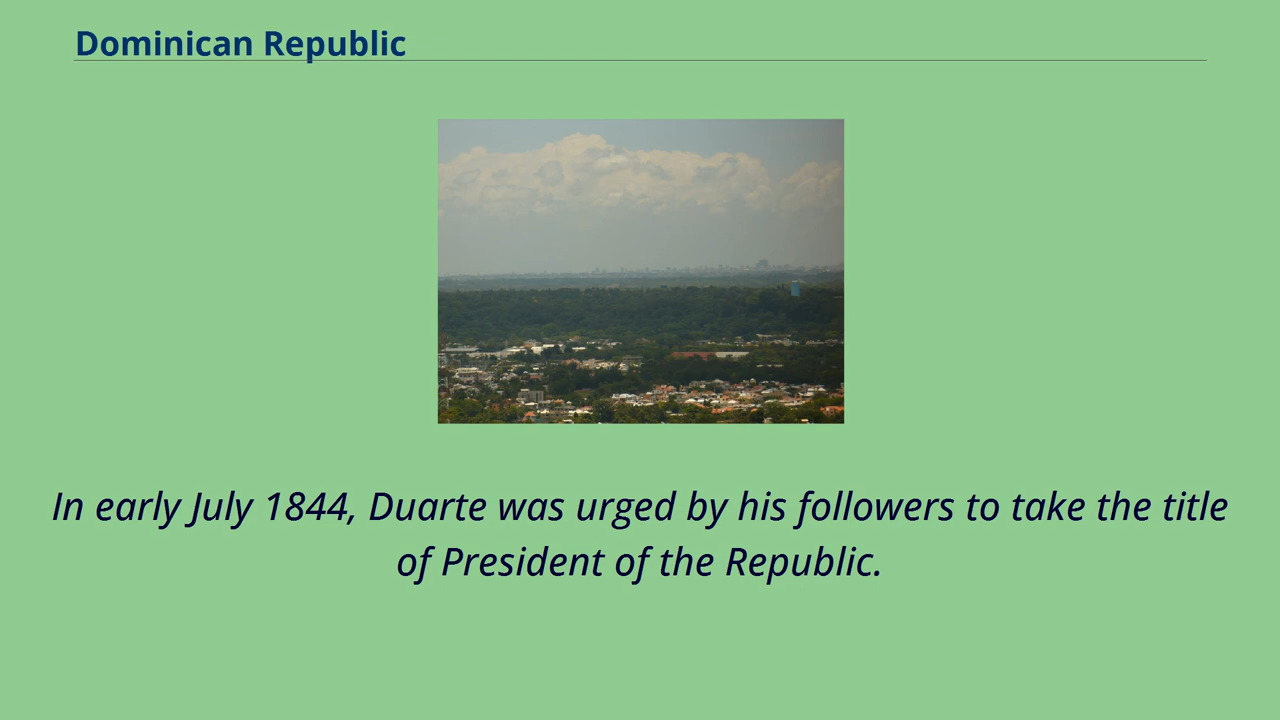 Dominican Republic
In early July 1844, Duarte was urged by his followers to take the title
of President of the Republic.